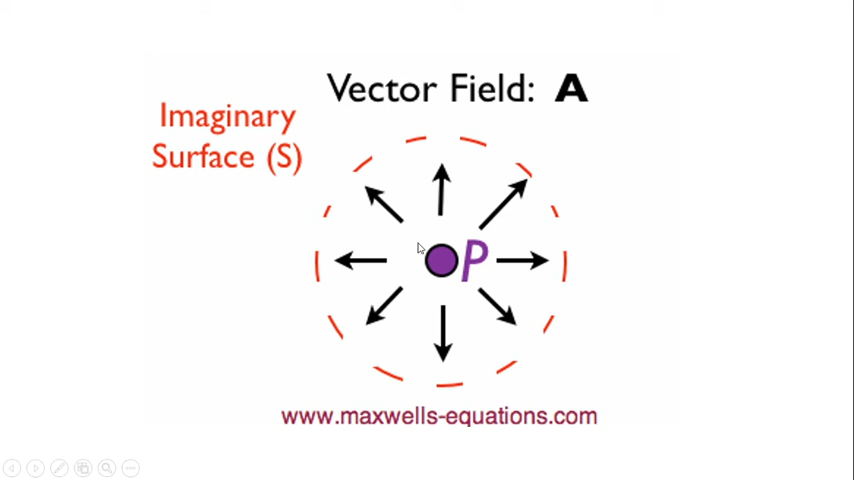 Vector Field: A
Imaginary
Surface (S)
P
www.maxwells-equations.com